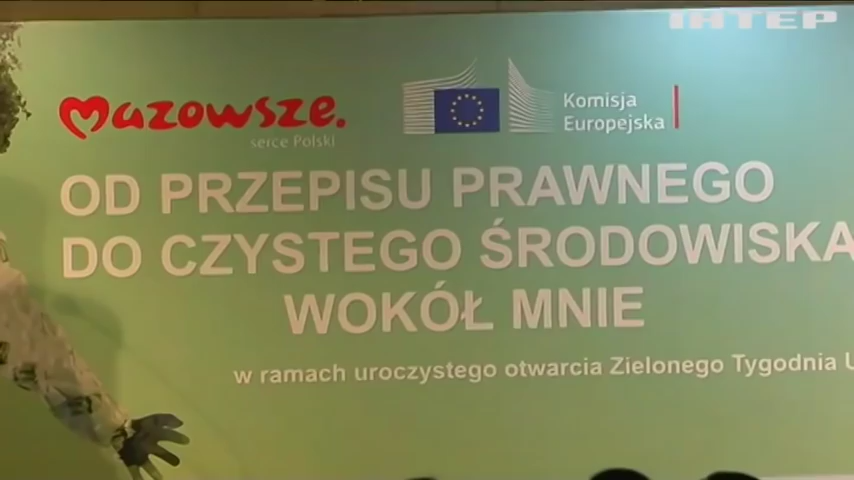 ІНТЕР
Mazowsze.
serce Polski
Komisja
Europejska
OD PRZEPISU PRAWNEGO
DO CZYSTEGO ŚRODOWISKA
WOKÓŁ MNIE
w ramach uroczystego otwarcia Zielonego Tygodnia U